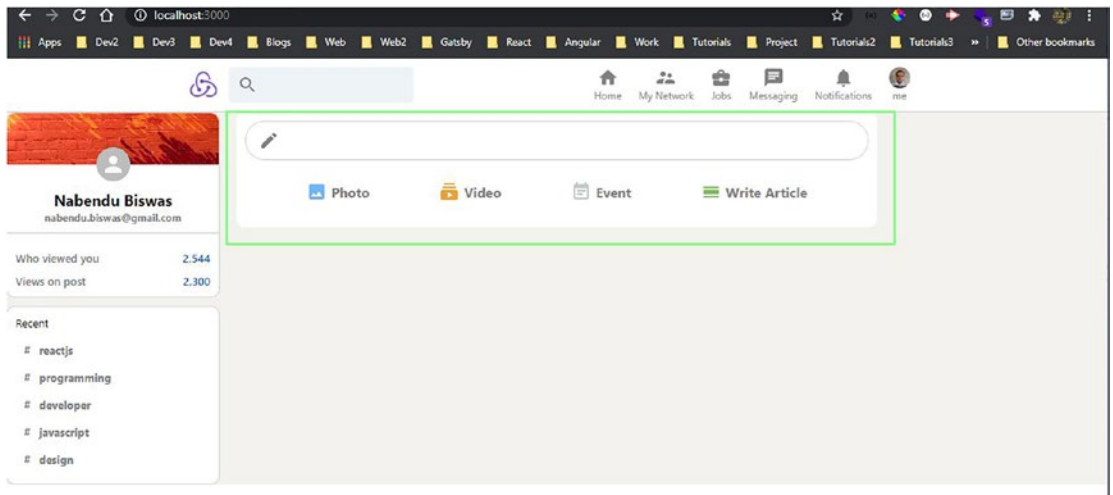 localhost:3000
Apps Dev2 Dev3 Dev4 Blogs Web Web2 Gatsby React Angular Work Tutorials Project Tutorials2 Tutorials3 » Other bookmarks
Home My Network Jobs Messaging Notifications me
Photo Video Event Write Article
Nabendu Biswas
nabendu.biswas@gmail.com
Who viewed you 2.544
Views on post 2.300
Recent
# reactjs
# programming
# developer
# javascript
# design